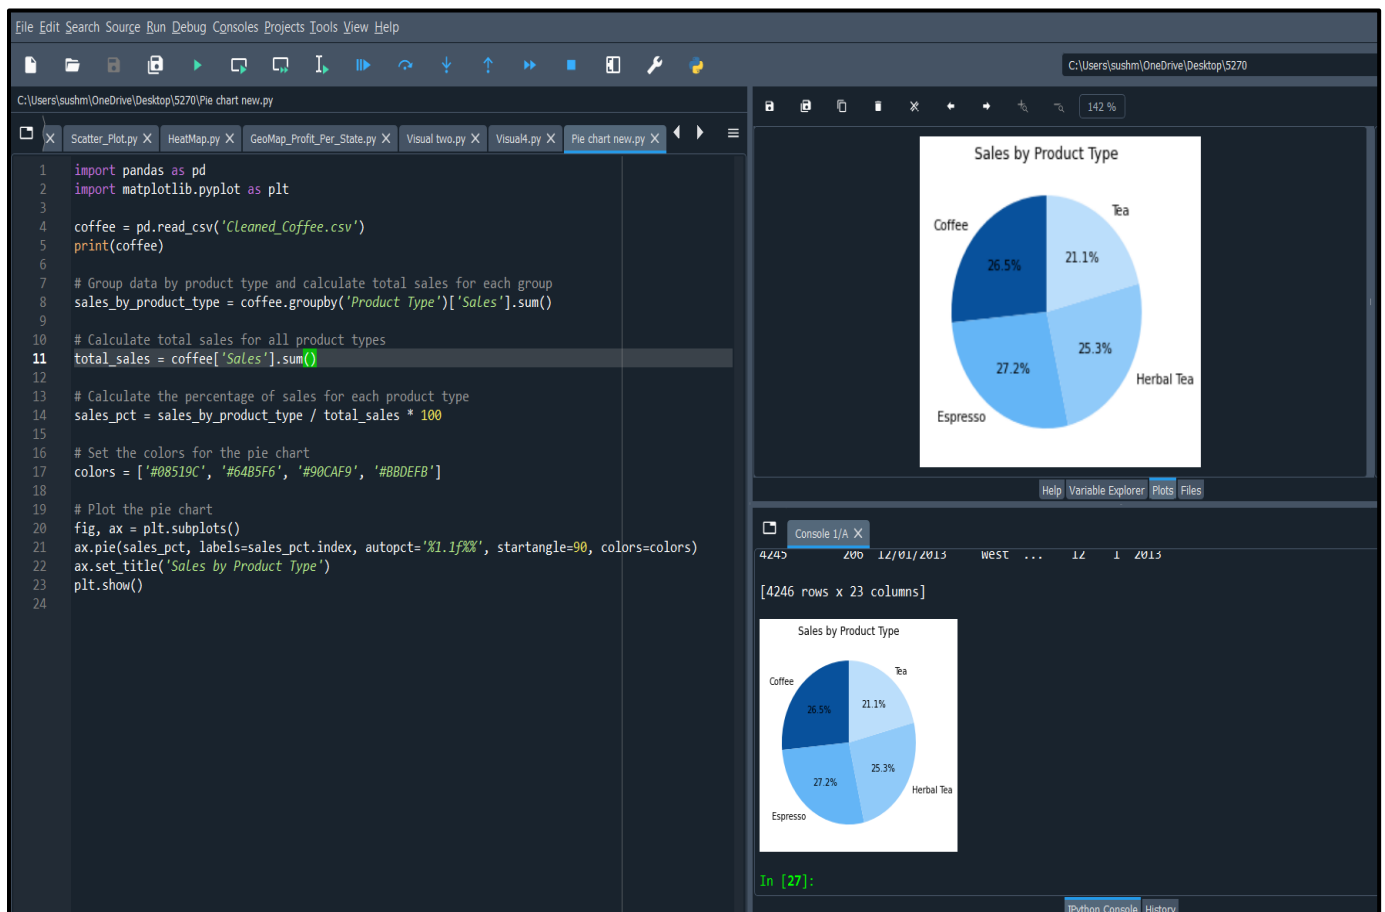 File Edit Search Source Run Debug Consoles Projects Tools View Help
C:\Users\sushm\OneDrive\Desktop\5270
C:\Users\sushm\OneDrive\Desktop\5270\Pie chart new.py
Scatter_Plot.py HeatMap.py GeoMap_Profit_Per_State.py Visual two.py Visual4.py Pie chart new.py
1 import pandas as pd
2 import matplotlib.pyplot as plt
3
4 coffee = pd.read_csv('Cleaned_Coffee.csv')
5 print(coffee)
6
7 # Group data by product type and calculate total sales for each group
8 sales_by_product_type = coffee.groupby('Product Type')['Sales'].sum()
9
10 # Calculate total sales for all product types
11 total_sales = coffee['Sales'].sum()
12
13 # Calculate the percentage of sales for each product type
14 sales_pct = sales_by_product_type / total_sales * 100
15
16 # Set the colors for the pie chart
17 colors = ['#08519C', '#64B5F6', '#90CAF9', '#BBDEFB']
18
19 # Plot the pie chart
20 fig, ax = plt.subplots()
21 ax.pie(sales_pct, labels=sales_pct.index, autopct='%1.1f%%', startangle=90, colors=colors)
22 ax.set_title('Sales by Product Type')
23 plt.show()
24
142 %
Sales by Product Type
Tea
Coffee
21.1%
26.5%
25.3%
27.2%
Herbal Tea
Espresso
Help Variable Explorer Plots Files
Console 1/A
4245 206 12/01/2013 West ... 12 1 2013
[4246 rows x 23 columns]
Sales by Product Type
Tea
Coffee
21.1%
26.5%
25.3%
27.2%
Herbal Tea
Espresso
In [27]:
IPython Console History